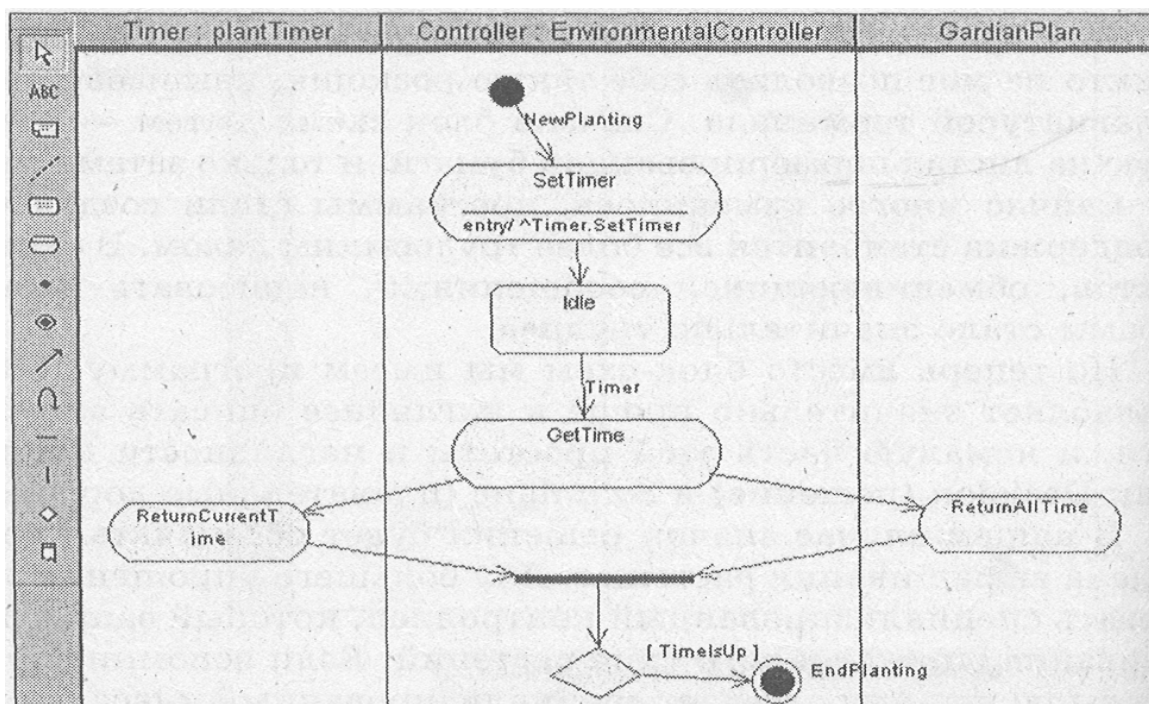 Timer : plantTimer
Controller : EnvironmentalController
GardianPlan
ABC
NewPlanting
SetTimer
entry/ ^Timer.SetTimer
Idle
Timer
GetTime
ReturnCurrentT
ime
ReturnAllTime
[ TimeIsUp ]
EndPlanting